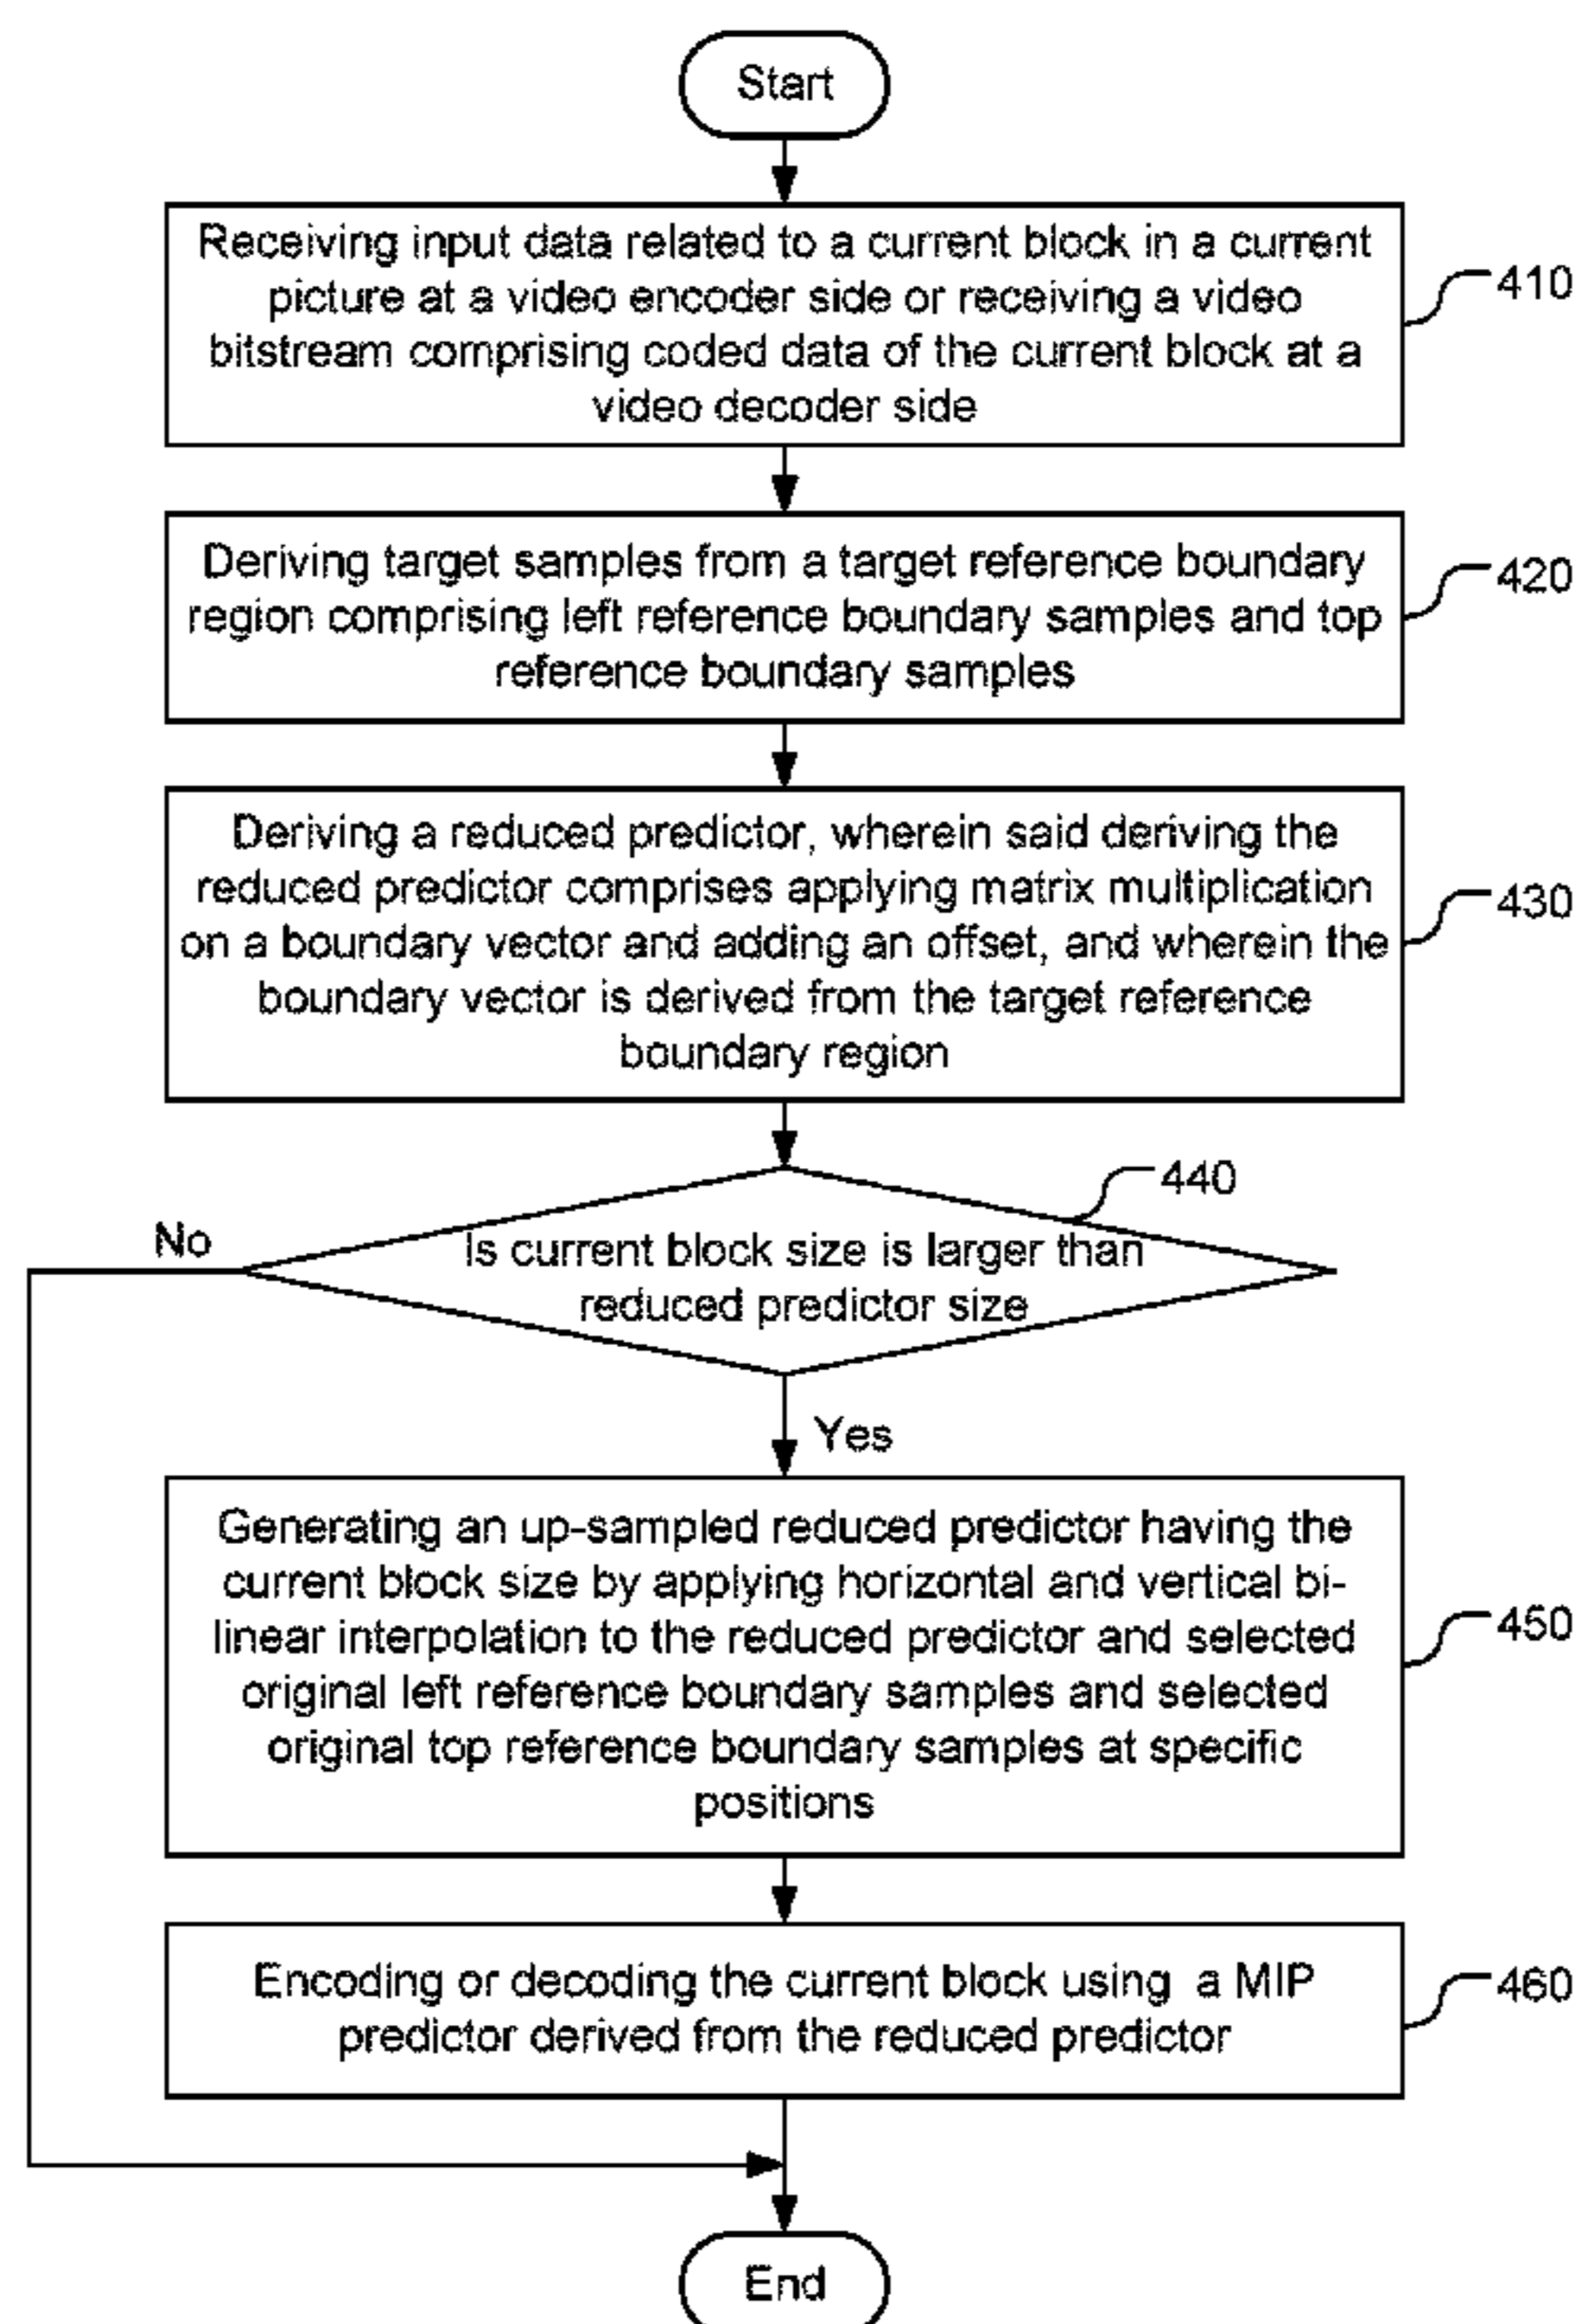 Start
Receiving input data related to a current block in a current
picture at a video encoder side or receiving a video
bitstream comprising coded data of the current block at a
video decoder side
410
Deriving target samples from a target reference boundary
region comprising left reference boundary samples and top
reference boundary samples
420
Deriving a reduced predictor, wherein said deriving the
reduced predictor comprises applying matrix multiplication
on a boundary vector and adding an offset, and wherein the
boundary vector is derived from the target reference
boundary region
430
440
No
Is current block size is larger than
reduced predictor size
Yes
Generating an up-sampled reduced predictor having the
current block size by applying horizontal and vertical bi-
linear interpolation to the reduced predictor and selected
original left reference boundary samples and selected
original top reference boundary samples at specific
positions
450
Encoding or decoding the current block using a MIP
predictor derived from the reduced predictor
460
End